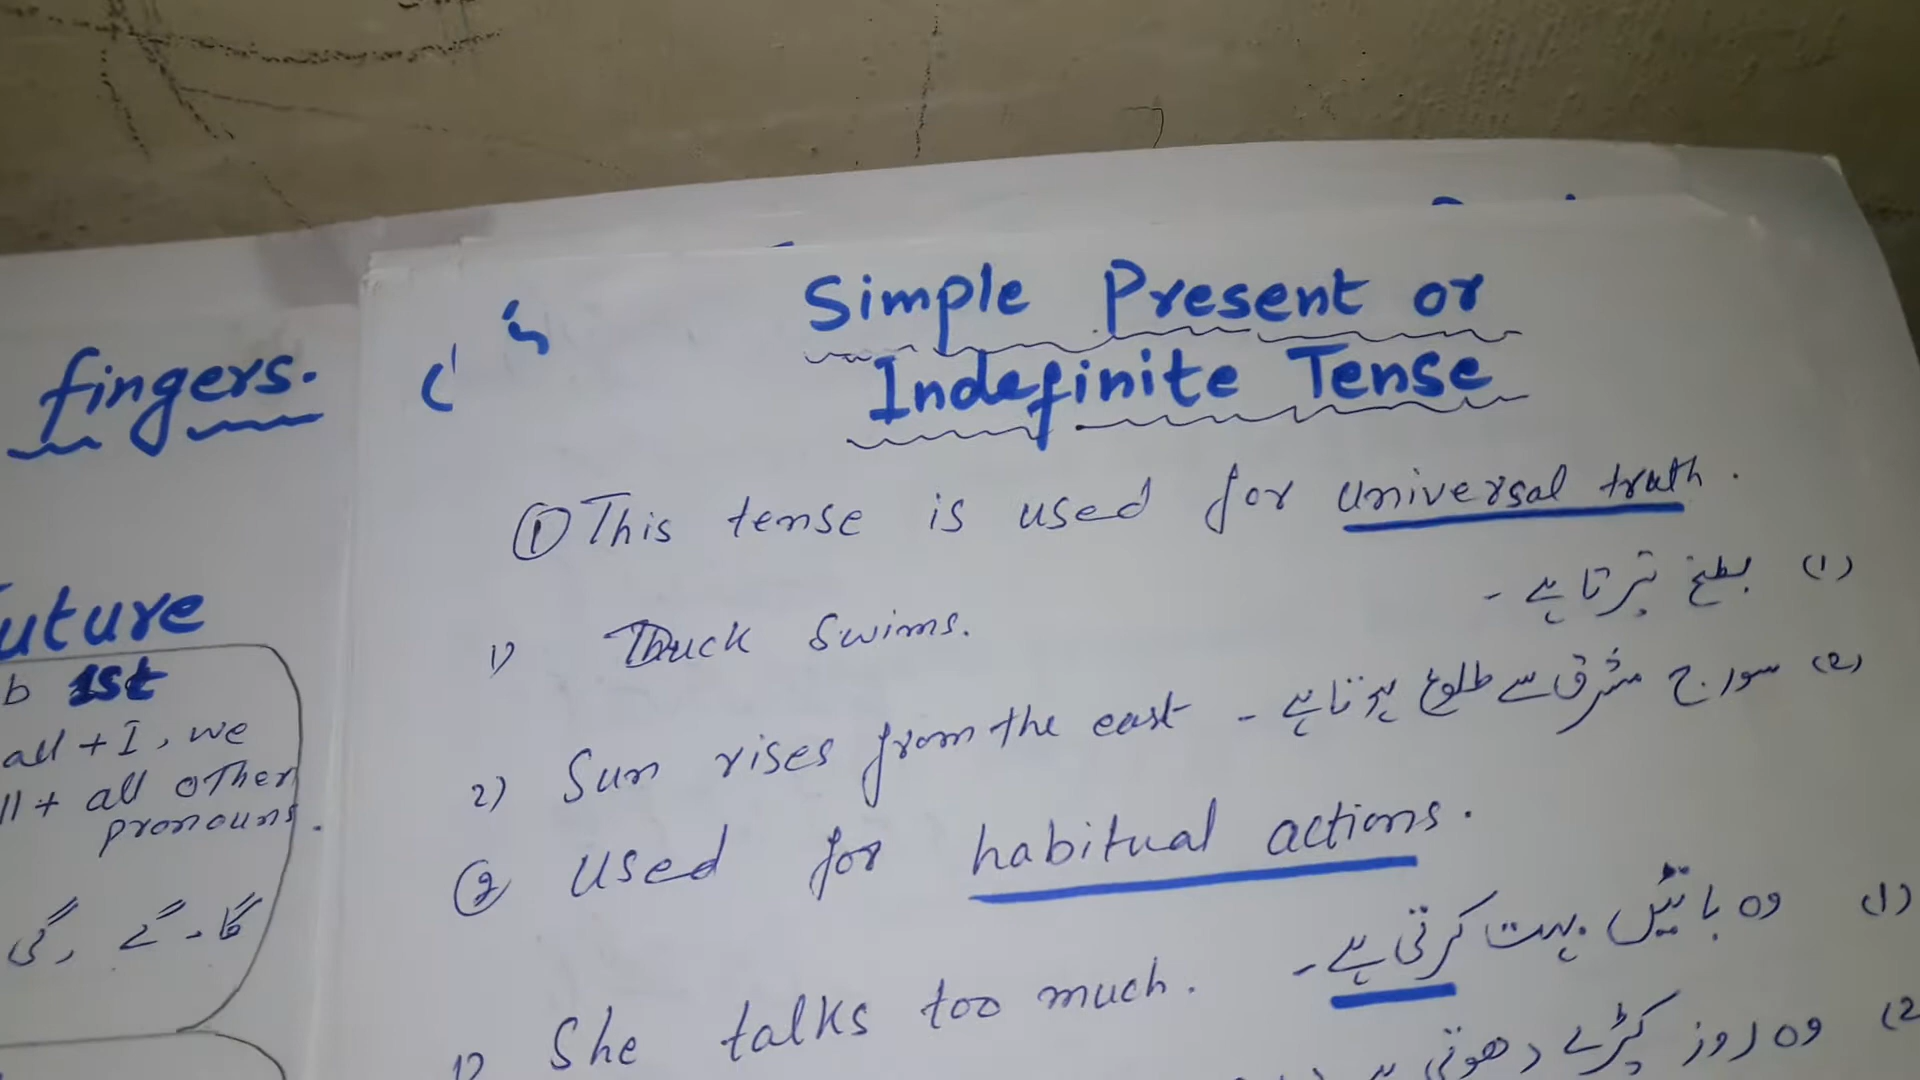 fingers.
uture
b 1st
all + I, we
ll + all other
pronouns.
گا۔ گے ، گی
Simple Present or
Indefinite Tense
① This tense is used for universal truth.
(۱) بطخ تیرتا ہے ۔
1) Duck Swims.
(2) سورج مشرق سے طلوع ہوتا ہے ۔
2) Sun rises from the east
② Used for habitual actions.
(۱) وہ باتیں بہت کرتی ہے ۔
1) She talks too much.
(2 وہ روز کپڑے دھوتی ہے